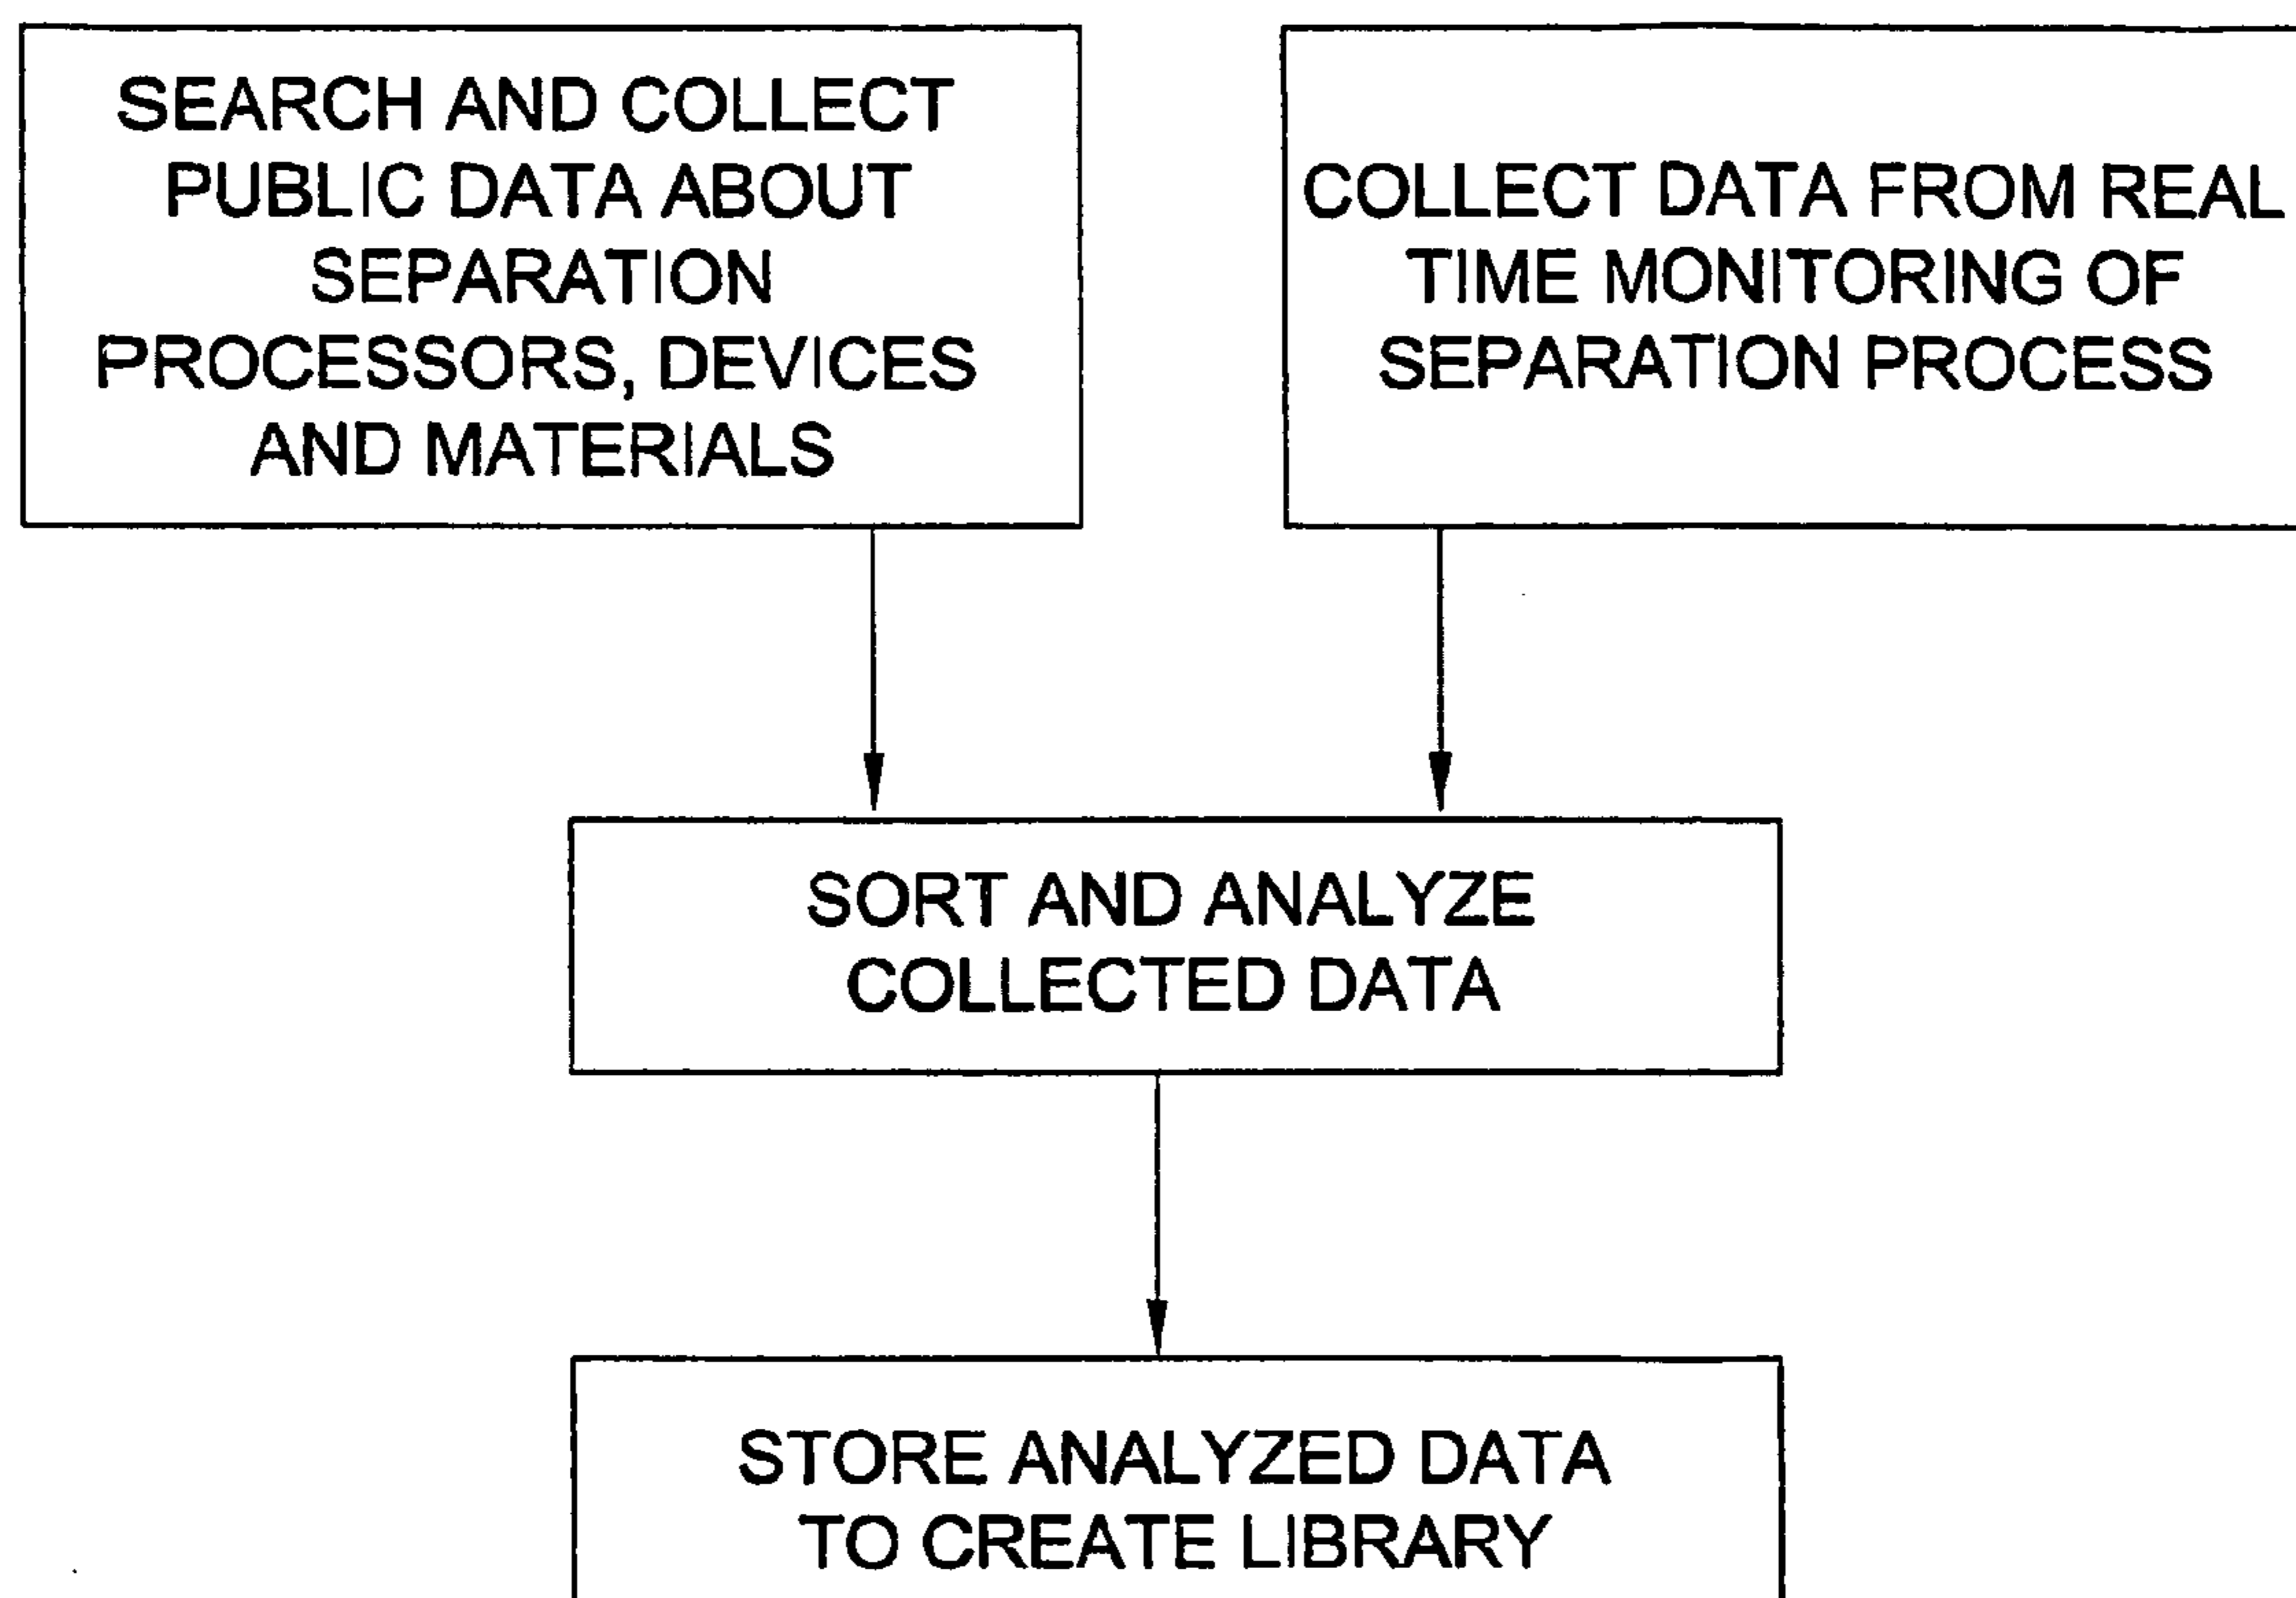 SEARCH AND COLLECT
PUBLIC DATA ABOUT
SEPARATION
PROCESSORS, DEVICES
AND MATERIALS
COLLECT DATA FROM REAL
TIME MONITORING OF
SEPARATION PROCESS
SORT AND ANALYZE
COLLECTED DATA
STORE ANALYZED DATA
TO CREATE LIBRARY